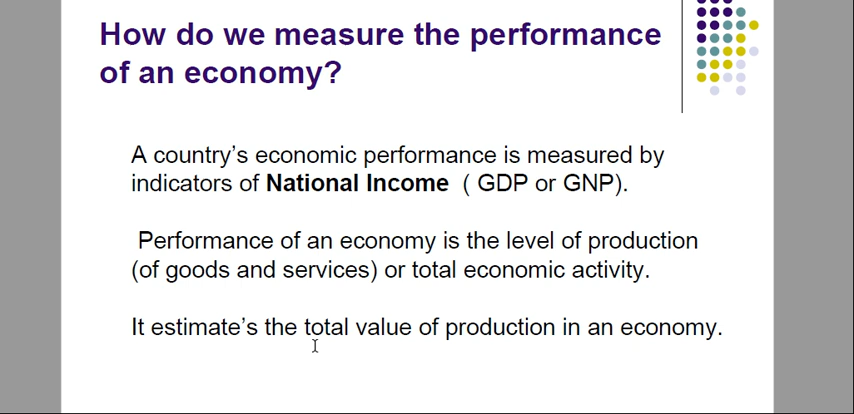 How do we measure the performance
of an economy?
A country's economic performance is measured by
indicators of National Income ( GDP or GNP).
Performance of an economy is the level of production
(of goods and services) or total economic activity.
It estimate's the total value of production in an economy.